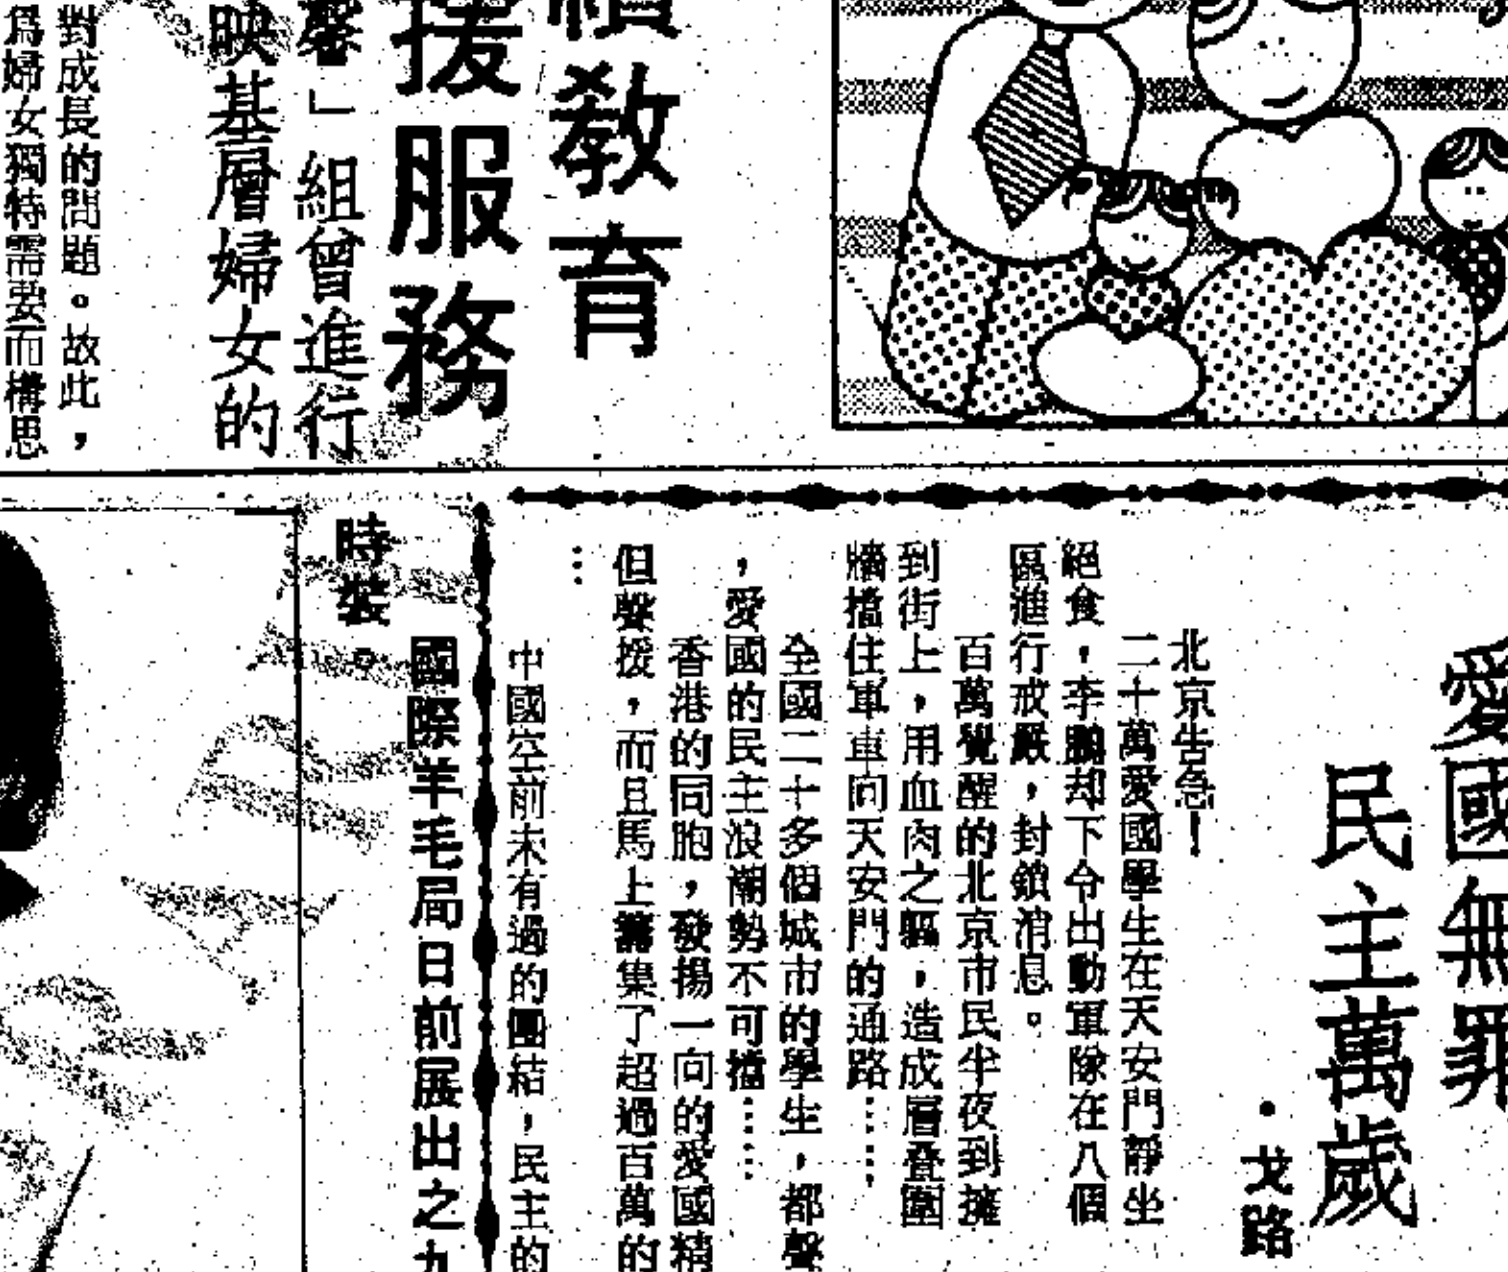 教育
援服務
」組曾進行
映基層婦女的
對成長的問題。故此，
爲婦女獨特需要而構思
愛國無罪
民主萬歲
·戈路
北京告急！
二十萬愛國學生在天安門靜坐
絕食，李鵬却下令出動軍隊在八個
區進行戒嚴，封鎖消息。
百萬覺醒的北京市民半夜到擁
到街上，用血肉之軀，造成層叠圍
牆擋住軍車向天安門的通路……
全國二十多個城市的學生，都聲
，愛國的民主浪潮勢不可擋……
香港的同胞，發揚一向的愛國精
但聲援，而且馬上籌集了超過百萬的
…
中國空前未有過的團結，民主的
國際羊毛局日前展出之九
時裝。